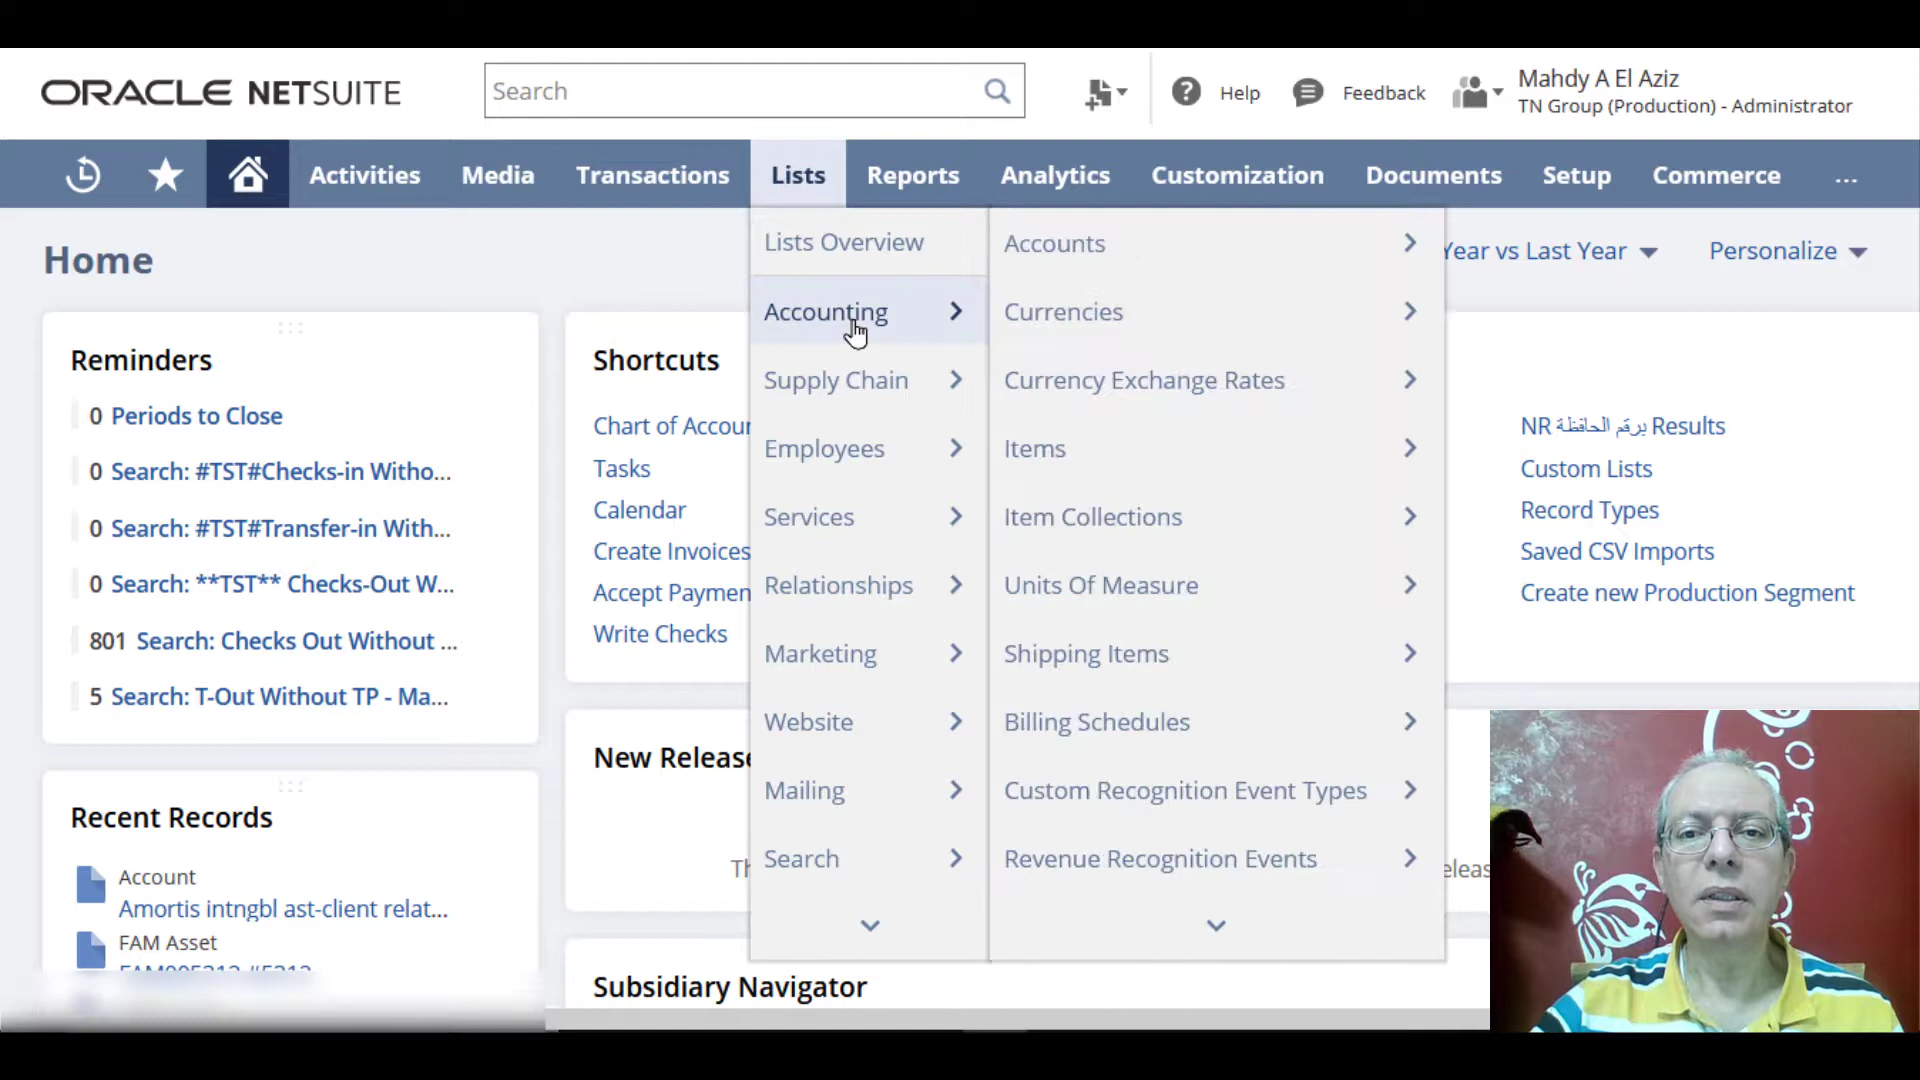 ORACLE NETSUITE
Search
Help
Feedback
Mahdy A El Aziz
TN Group (Production) - Administrator
Activities
Media
Transactions
Lists
Reports
Analytics
Customization
Documents
Setup
Commerce
...
Home
Year vs Last Year
Personalize
Reminders
0 Periods to Close
0 Search: #TST#Checks-in Witho...
0 Search: #TST#Transfer-in With...
0 Search: **TST** Checks-Out W...
801 Search: Checks Out Without ...
5 Search: T-Out Without TP - Ma...
Recent Records
Account
Amortis intngbl ast-client relat...
FAM Asset
Shortcuts
Chart of Accour
Tasks
Calendar
Create Invoices
Accept Paymen
Write Checks
New Release
Subsidiary Navigator
Lists Overview
Accounting
Supply Chain
Employees
Services
Relationships
Marketing
Website
Mailing
Search
Accounts
Currencies
Currency Exchange Rates
Items
Item Collections
Units Of Measure
Shipping Items
Billing Schedules
Custom Recognition Event Types
Revenue Recognition Events
NR برقم الحافظة Results
Custom Lists
Record Types
Saved CSV Imports
Create new Production Segment